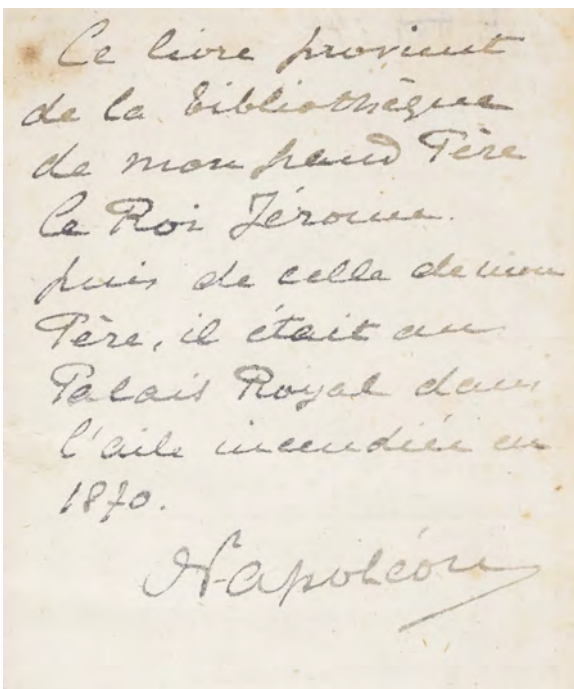 Ce livre provient
de la bibliothèque
de mon grand Père
le Roi Jérome.
puis de celle de mon
Père, il était au
Palais Royal dans
l'aile incendiée en
1870.
Napoléon